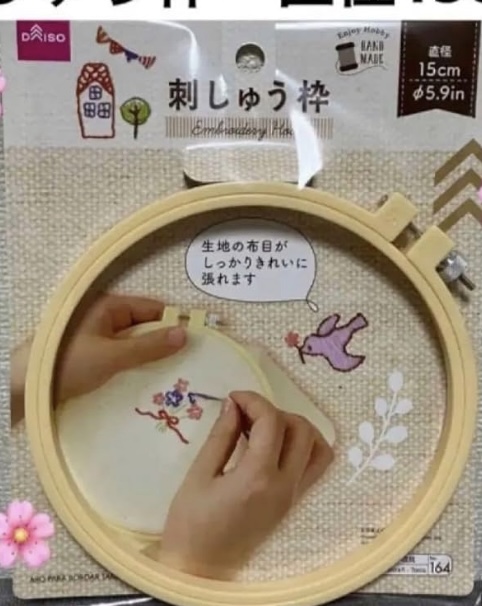 DAISO
Enjoy Hobby
HAND
MADE
直径
15cm
φ5.9in
刺しゅう枠
Embroidery Hoop
生地の布目が
しっかりきれいに
張れます
No.
164